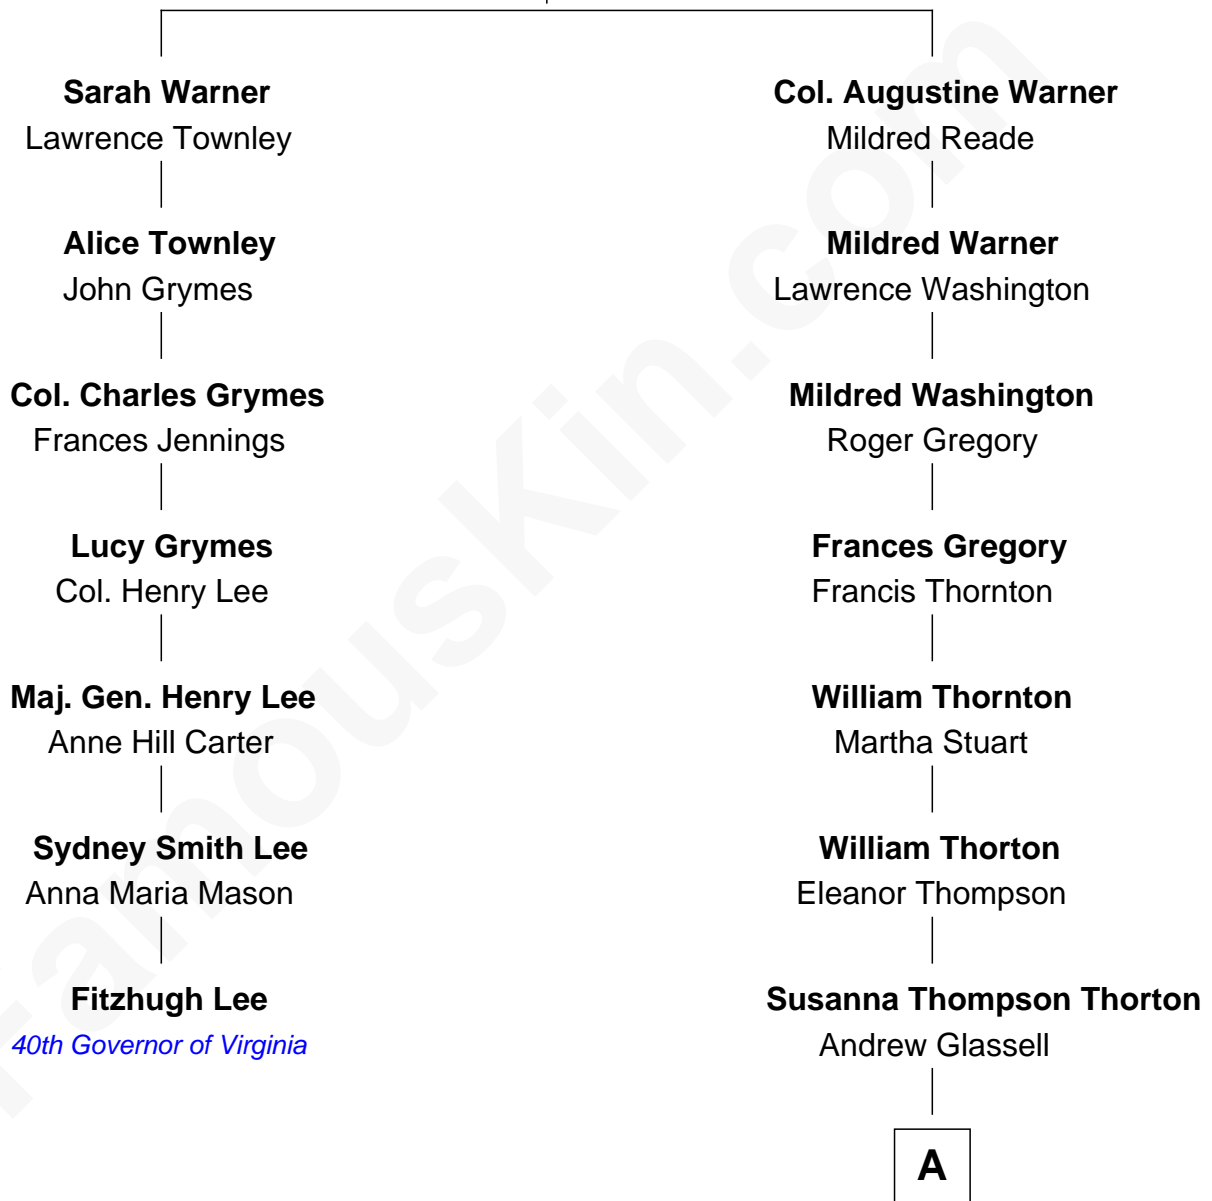 Sarah Warner
Lawrence Townley
Alice Townley
John Grymes
Col. Charles Grymes
Frances Jennings
Lucy Grymes
Col. Henry Lee
Maj. Gen. Henry Lee
Anne Hill Carter
Sydney Smith Lee
Anna Maria Mason
Fitzhugh Lee
40th Governor of Virginia
Col. Augustine Warner
Mildred Reade
Mildred Warner
Lawrence Washington
Mildred Washington
Roger Gregory
Frances Gregory
Francis Thornton
William Thornton
Martha Stuart
William Thorton
Eleanor Thompson
Susanna Thompson Thorton
Andrew Glassell
A
FamousKin.com